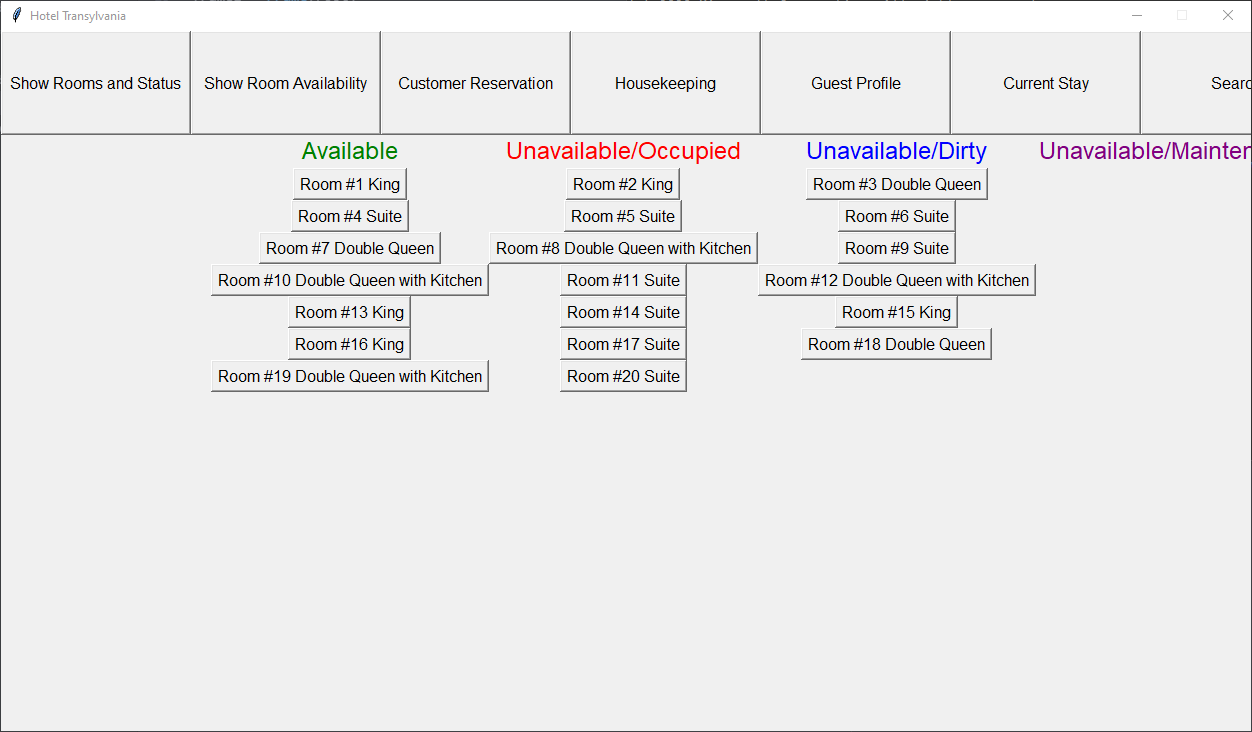 Hotel Transylvania
Show Rooms and Status Show Room Availability Customer Reservation Housekeeping Guest Profile Current Stay Searc
Available Unavailable/Occupied Unavailable/Dirty Unavailable/Mainten
Room #1 King Room #2 King Room #3 Double Queen
Room #4 Suite Room #5 Suite Room #6 Suite
Room #7 Double Queen Room #8 Double Queen with Kitchen Room #9 Suite
Room #10 Double Queen with Kitchen Room #11 Suite Room #12 Double Queen with Kitchen
Room #13 King Room #14 Suite Room #15 King
Room #16 King Room #17 Suite Room #18 Double Queen
Room #19 Double Queen with Kitchen Room #20 Suite